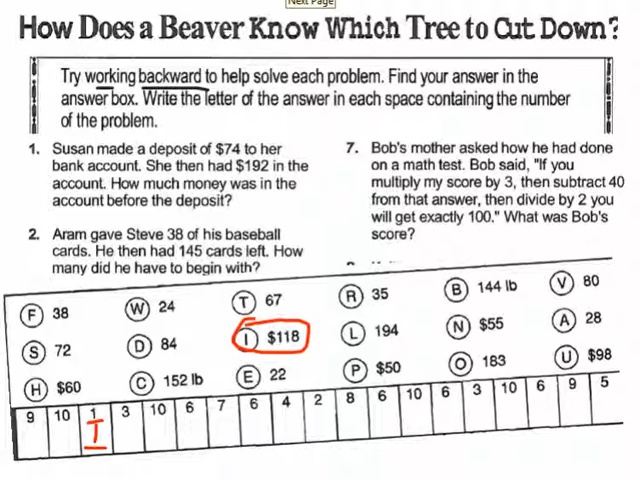 Next Page
How Does a Beaver Know Which Tree to Cut Down?
Try working backward to help solve each problem. Find your answer in the
answer box. Write the letter of the answer in each space containing the number
of the problem.
1. Susan made a deposit of $74 to her
bank account. She then had $192 in the
account. How much money was in the
account before the deposit?
2. Aram gave Steve 38 of his baseball
cards. He then had 145 cards left. How
many did he have to begin with?
7. Bob's mother asked how he had done
on a math test. Bob said, "If you
multiply my score by 3, then subtract 40
from that answer, then divide by 2 you
will get exactly 100." What was Bob's
score?
F 38 W 24 T 67 R 35 B 144 lb V 80
S 72 D 84 I $118 L 194 N $55 A 28
H $60 C 152 lb E 22 P $50 O 183 U $98
9 10 1 3 10 6 7 6 4 2 8 6 10 6 3 10 6 9 5
I